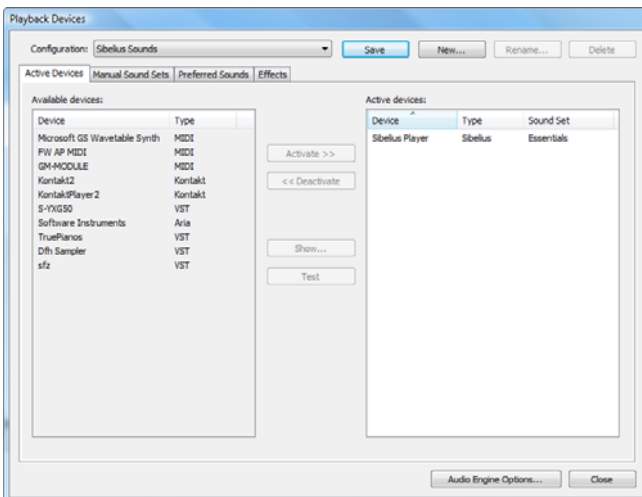 Playback Devices
Configuration: Sibelius Sounds Save New... Rename... Delete
Active Devices Manual Sound Sets Preferred Sounds Effects
Available devices: Active devices:
Device Type Device Type Sound Set
Microsoft GS Wavetable Synth MIDI Sibelius Player Sibelius Essentials
FW AP MIDI MIDI
GM-MODULE MIDI Activate >>
Kontakt2 Kontakt
KontaktPlayer2 Kontakt << Deactivate
S-YXG50 VST
Software Instruments Aria
TruePianos VST
Dfh Sampler VST Show...
sfz VST
Test
Audio Engine Options... Close